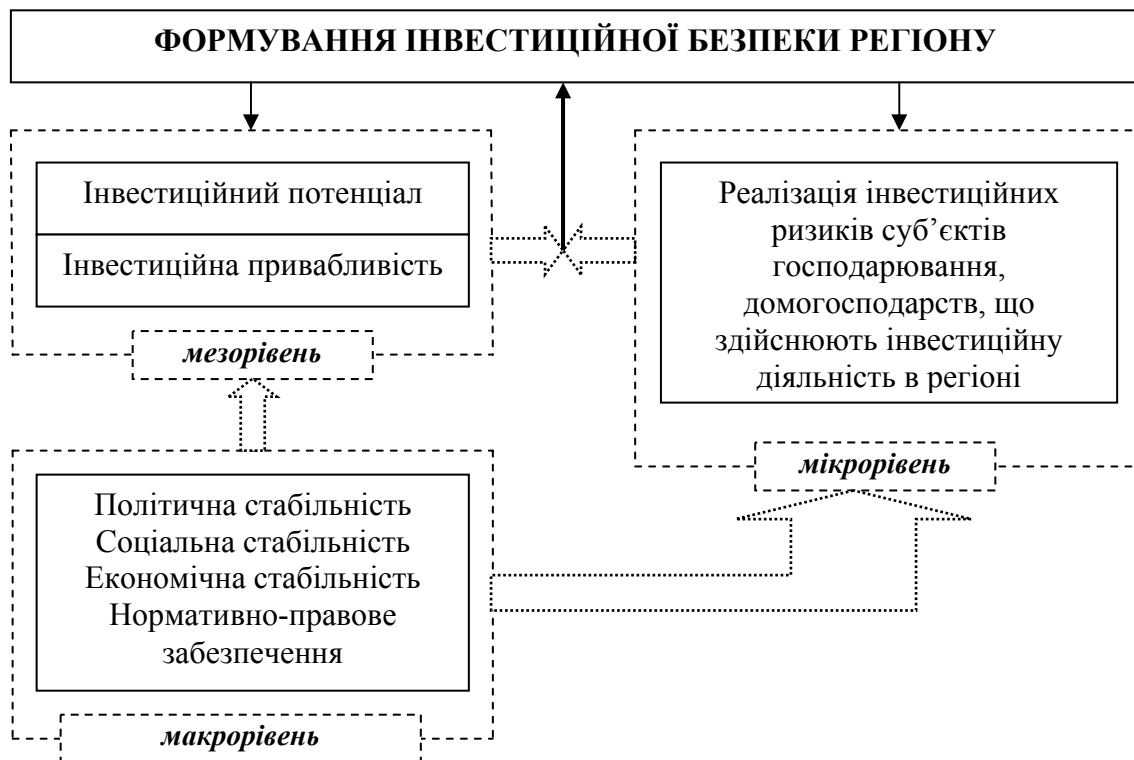 ФОРМУВАННЯ ІНВЕСТИЦІЙНОЇ БЕЗПЕКИ РЕГІОНУ
Інвестиційний потенціал
Інвестиційна привабливість
мезорівень
Реалізація інвестиційних
ризиків суб’єктів
господарювання,
домогосподарств, що
здійснюють інвестиційну
діяльність в регіоні
мікрорівень
Політична стабільність
Соціальна стабільність
Економічна стабільність
Нормативно-правове
забезпечення
макрорівень